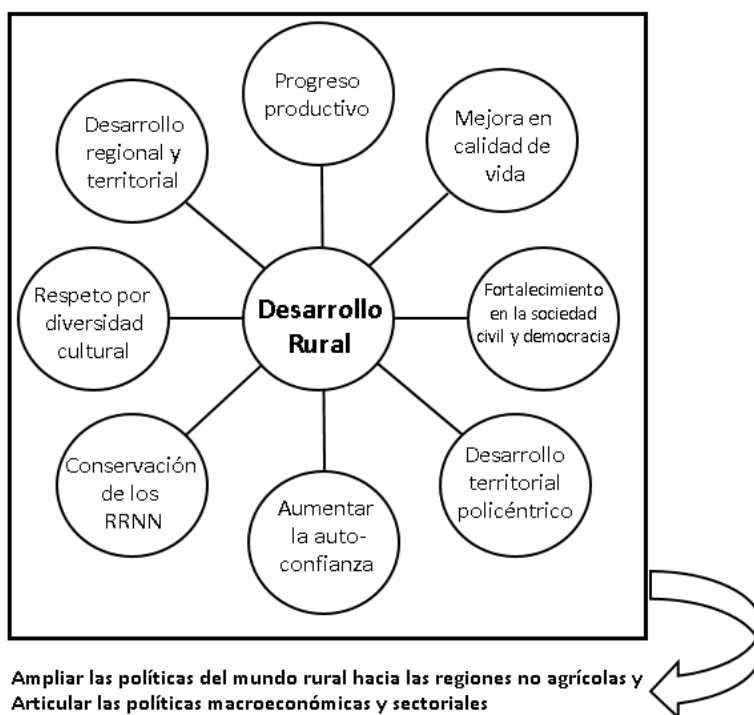 Progreso
productivo
Mejora en
calidad de
vida
Fortalecimiento
en la sociedad
civil y democracia
Desarrollo
territorial
policéntrico
Aumentar
la auto-
confianza
Conservación
de los
RRNN
Respeto por
diversidad
cultural
Desarrollo
regional y
territorial
Desarrollo
Rural
Ampliar las políticas del mundo rural hacia las regiones no agrícolas y
Articular las políticas macroeconómicas y sectoriales